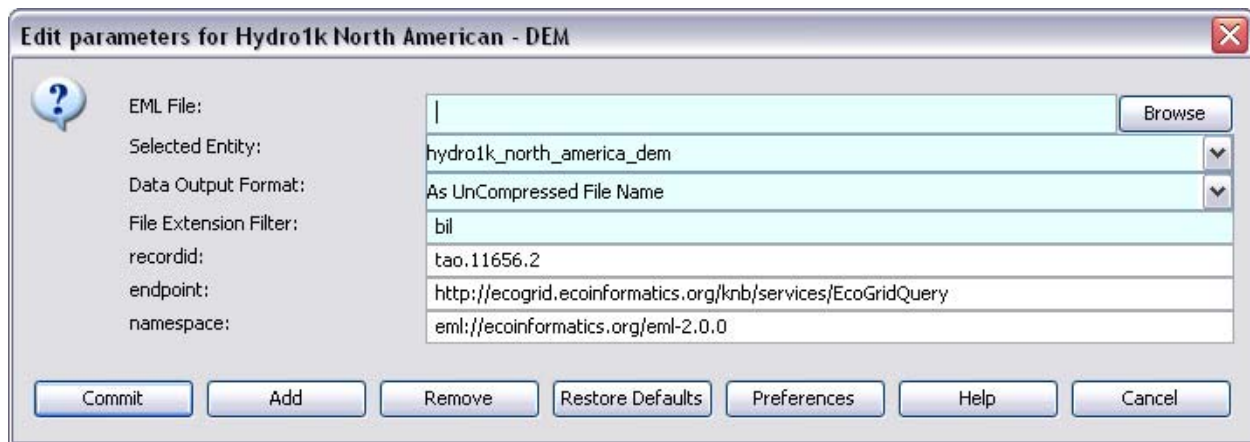 Edit parameters for Hydro1k North American - DEM
EML File: Browse
Selected Entity: hydro1k_north_america_dem
Data Output Format: As UnCompressed File Name
File Extension Filter: bil
recordid: tao.11656.2
endpoint: http://ecogrid.ecoinformatics.org/knb/services/EcoGridQuery
namespace: eml://ecoinformatics.org/eml-2.0.0
Commit Add Remove Restore Defaults Preferences Help Cancel